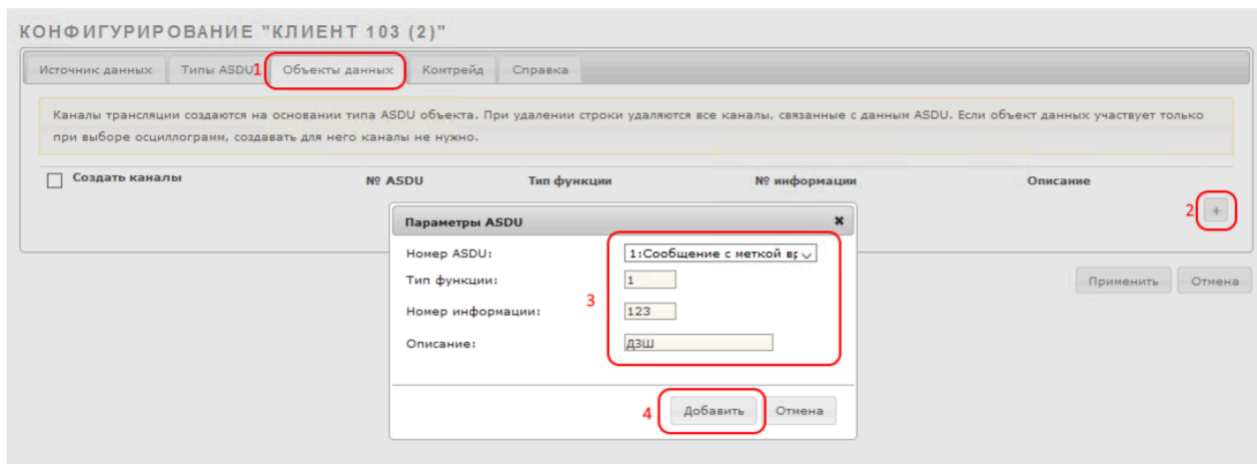 КОНФИГУРИРОВАНИЕ "КЛИЕНТ 103 (2)"
Источник данных Типы ASDU 1 Объекты данных Комтрейд Справка
Каналы трансляции создаются на основании типа ASDU объекта. При удалении строки удаляются все каналы, связанные с данным ASDU. Если объект данных участвует только
при выборе осциллограмм, создавать для него каналы не нужно.
Создать каналы № ASDU Тип функции № информации Описание
2 +
Параметры ASDU ✖
Номер ASDU: 1:Сообщение с меткой вр
Тип функции: 1
3
Номер информации: 123
Описание: ДЗШ
Применить Отмена
4 Добавить Отмена